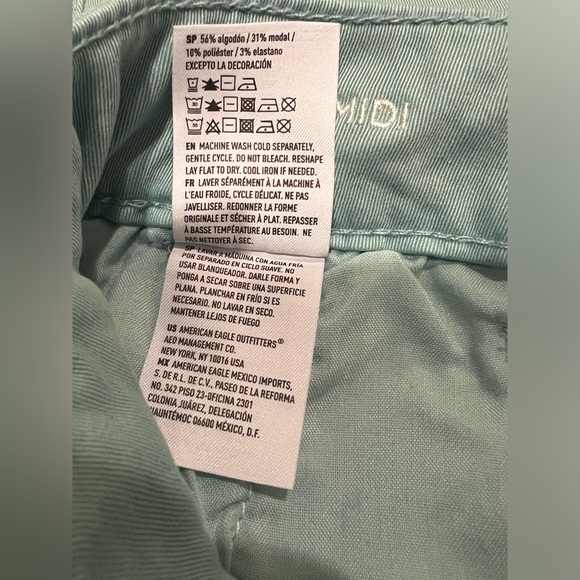 SP 56% algodón / 31% modal /
10% poliéster / 3% elastano
EXCEPTO LA DECORACIÓN
MIDI
EN MACHINE WASH COLD SEPARATELY,
GENTLE CYCLE. DO NOT BLEACH. RESHAPE
LAY FLAT TO DRY. COOL IRON IF NEEDED.
FR LAVER SÉPARÉMENT À LA MACHINE À
L'EAU FROIDE, CYCLE DÉLICAT. NE PAS
JAVELLISER. REDONNER LA FORME
ORIGINALE ET SÉCHER À PLAT. REPASSER
À BASSE TEMPÉRATURE AU BESOIN. NE
PAS NETTOYER À SEC.
SP LAVAR A MÁQUINA CON AGUA FRÍA
POR SEPARADO EN CICLO SUAVE. NO
USAR BLANQUEADOR. DARLE FORMA Y
PONGA A SECAR SOBRE UNA SUPERFICIE
PLANA. PLANCHAR EN FRÍO SI ES
NECESARIO. NO LAVAR EN SECO.
MANTENER LEJOS DE FUEGO
US AMERICAN EAGLE OUTFITTERS®
AEO MANAGEMENT CO.
NEW YORK, NY 10016 USA
MX AMERICAN EAGLE MEXICO IMPORTS,
S. DE R.L. DE C.V., PASEO DE LA REFORMA
NO. 342 PISO 23-OFICINA 2301
COLONIA JUÁREZ, DELEGACIÓN
CUAUHTÉMOC 06600 MÉXICO, D.F.